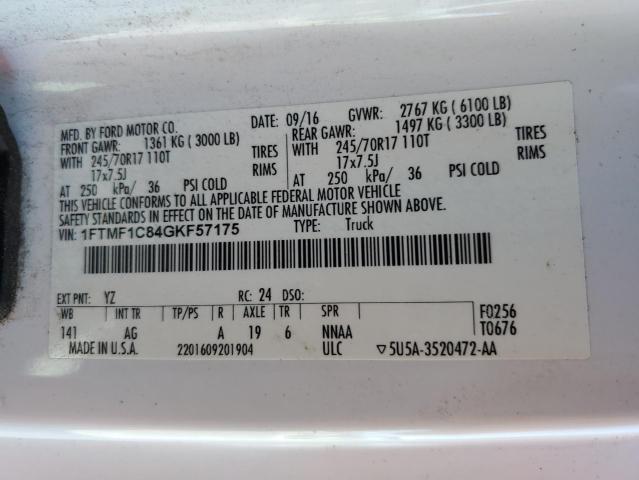 MFD. BY FORD MOTOR CO. DATE: 09/16 GVWR: 2767 KG ( 6100 LB)
FRONT GAWR: 1361 KG ( 3000 LB) REAR GAWR: 1497 KG ( 3300 LB)
WITH 245/70R17 110T TIRES WITH 245/70R17 110T TIRES
17x7.5J RIMS 17x7.5J RIMS
AT 250 kPa/ 36 PSI COLD AT 250 kPa/ 36 PSI COLD
THIS VEHICLE CONFORMS TO ALL APPLICABLE FEDERAL MOTOR VEHICLE
SAFETY STANDARDS IN EFFECT ON THE DATE OF MANUFACTURE SHOWN ABOVE.
VIN: 1FTMF1C84GKF57175 TYPE: Truck
EXT PNT: YZ RC: 24 DSO:
WB INT TR TP/PS R AXLE TR SPR F0256
141 AG A 19 6 NNAA T0676
MADE IN U.S.A. 2201609201904 ULC ▽5U5A-3520472-AA